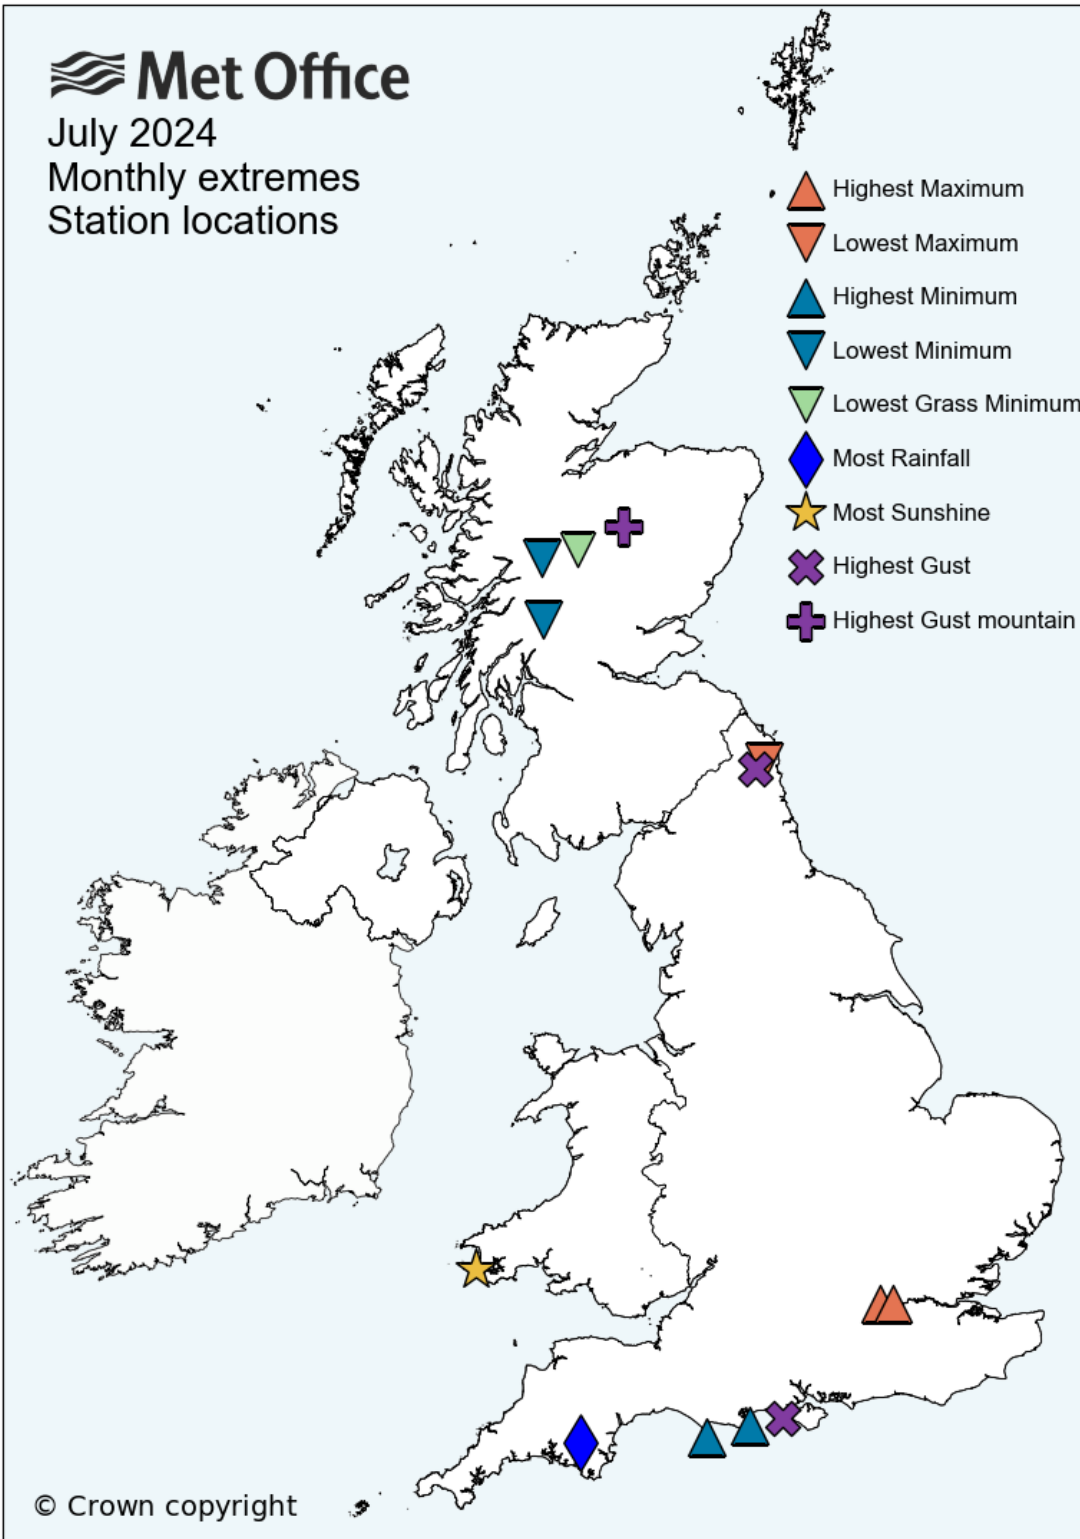 Met Office
July 2024
Monthly extremes
Station locations
Highest Maximum
Lowest Maximum
Highest Minimum
Lowest Minimum
Lowest Grass Minimum
Most Rainfall
Most Sunshine
Highest Gust
Highest Gust mountain
© Crown copyright